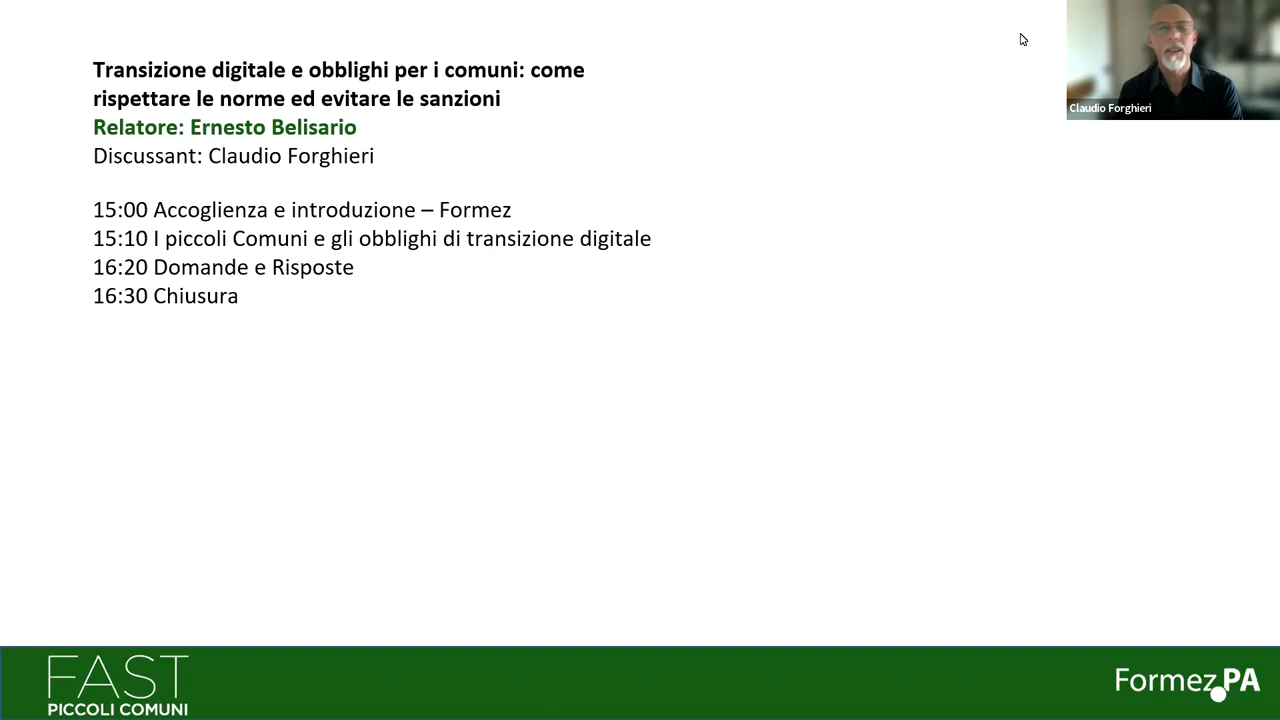 Transizione digitale e obblighi per i comuni: come
rispettare le norme ed evitare le sanzioni
Relatore: Ernesto Belisario
Discussant: Claudio Forghieri
15:00 Accoglienza e introduzione – Formez
15:10 I piccoli Comuni e gli obblighi di transizione digitale
16:20 Domande e Risposte
16:30 Chiusura
Claudio Forghieri
FAST
PICCOLI COMUNI
Formez PA